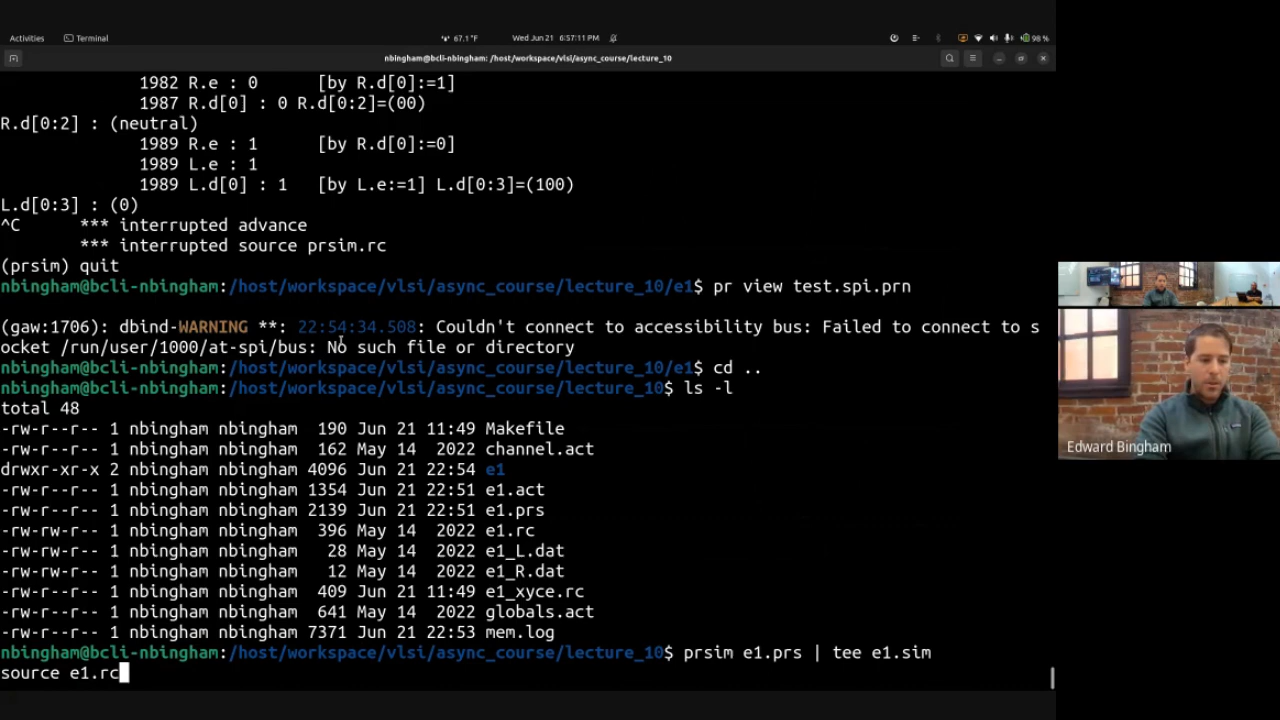 Activities Terminal 67.1 °F Wed Jun 21 6:57:11 PM 98 %
nbingham@bcli-nbingham: /host/workspace/vlsi/async_course/lecture_10
1982 R.e : 0 [by R.d[0]:=1]
1987 R.d[0] : 0 R.d[0:2]=(00)
R.d[0:2] : (neutral)
1989 R.e : 1 [by R.d[0]:=0]
1989 L.e : 1
1989 L.d[0] : 1 [by L.e:=1] L.d[0:3]=(100)
L.d[0:3] : (0)
^C *** interrupted advance
*** interrupted source prsim.rc
(prsim) quit
nbingham@bcli-nbingham:/host/workspace/vlsi/async_course/lecture_10/e1$ pr view test.spi.prn
(gaw:1706): dbind-WARNING **: 22:54:34.508: Couldn't connect to accessibility bus: Failed to connect to s
ocket /run/user/1000/at-spi/bus: No such file or directory
nbingham@bcli-nbingham:/host/workspace/vlsi/async_course/lecture_10/e1$ cd ..
nbingham@bcli-nbingham:/host/workspace/vlsi/async_course/lecture_10$ ls -l
total 48
-rw-r--r-- 1 nbingham nbingham 190 Jun 21 11:49 Makefile
-rw-r--r-- 1 nbingham nbingham 162 May 14 2022 channel.act
drwxr-xr-x 2 nbingham nbingham 4096 Jun 21 22:54 e1
-rw-r--r-- 1 nbingham nbingham 1354 Jun 21 22:51 e1.act
-rw-r--r-- 1 nbingham nbingham 2139 Jun 21 22:51 e1.prs
-rw-rw-r-- 1 nbingham nbingham 396 May 14 2022 e1.rc
-rw-rw-r-- 1 nbingham nbingham 28 May 14 2022 e1_L.dat
-rw-rw-r-- 1 nbingham nbingham 12 May 14 2022 e1_R.dat
-rw-r--r-- 1 nbingham nbingham 409 Jun 21 11:49 e1_xyce.rc
-rw-r--r-- 1 nbingham nbingham 641 May 14 2022 globals.act
-rw-r--r-- 1 nbingham nbingham 7371 Jun 21 22:53 mem.log
nbingham@bcli-nbingham:/host/workspace/vlsi/async_course/lecture_10$ prsim e1.prs | tee e1.sim
source e1.rc
Edward Bingham